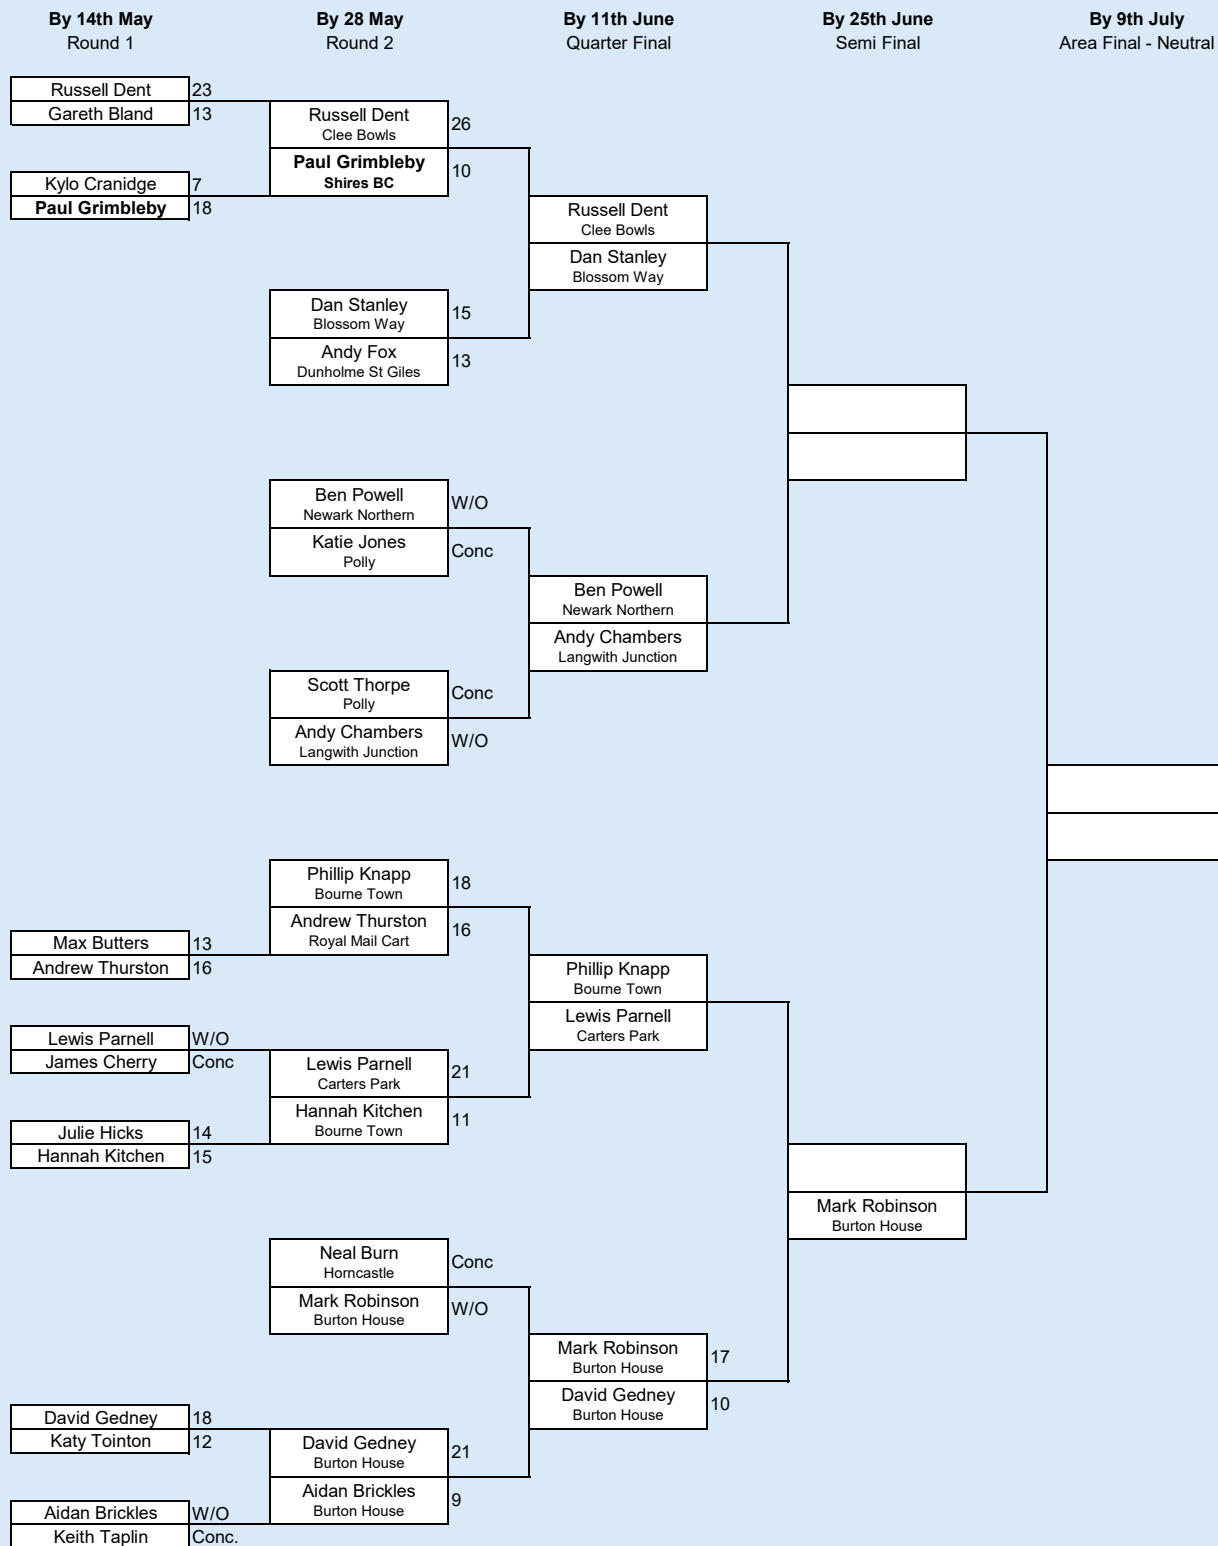 By 14th May
Round 1
By 28 May
Round 2
By 11th June
Quarter Final
By 25th June
Semi Final
By 9th July
Area Final - Neutral
Russell Dent 23
Gareth Bland 13
Kylo Cranidge 7
Paul Grimbleby 18
Max Butters 13
Andrew Thurston 16
Lewis Parnell W/O
James Cherry Conc
Julie Hicks 14
Hannah Kitchen 15
David Gedney 18
Katy Tointon 12
Aidan Brickles W/O
Keith Taplin Conc.
Russell Dent 26
Clee Bowls
Paul Grimbleby 10
Shires BC
Dan Stanley 15
Blossom Way
Andy Fox 13
Dunholme St Giles
Ben Powell W/O
Newark Northern
Katie Jones Conc
Polly
Scott Thorpe Conc
Polly
Andy Chambers W/O
Langwith Junction
Phillip Knapp 18
Bourne Town
Andrew Thurston 16
Royal Mail Cart
Lewis Parnell 21
Carters Park
Hannah Kitchen 11
Bourne Town
Neal Burn Conc
Horncastle
Mark Robinson W/O
Burton House
David Gedney 21
Burton House
Aidan Brickles 9
Burton House
Russell Dent
Clee Bowls
Dan Stanley
Blossom Way
Ben Powell
Newark Northern
Andy Chambers
Langwith Junction
Phillip Knapp
Bourne Town
Lewis Parnell
Carters Park
Mark Robinson 17
Burton House
David Gedney 10
Burton House
Mark Robinson
Burton House